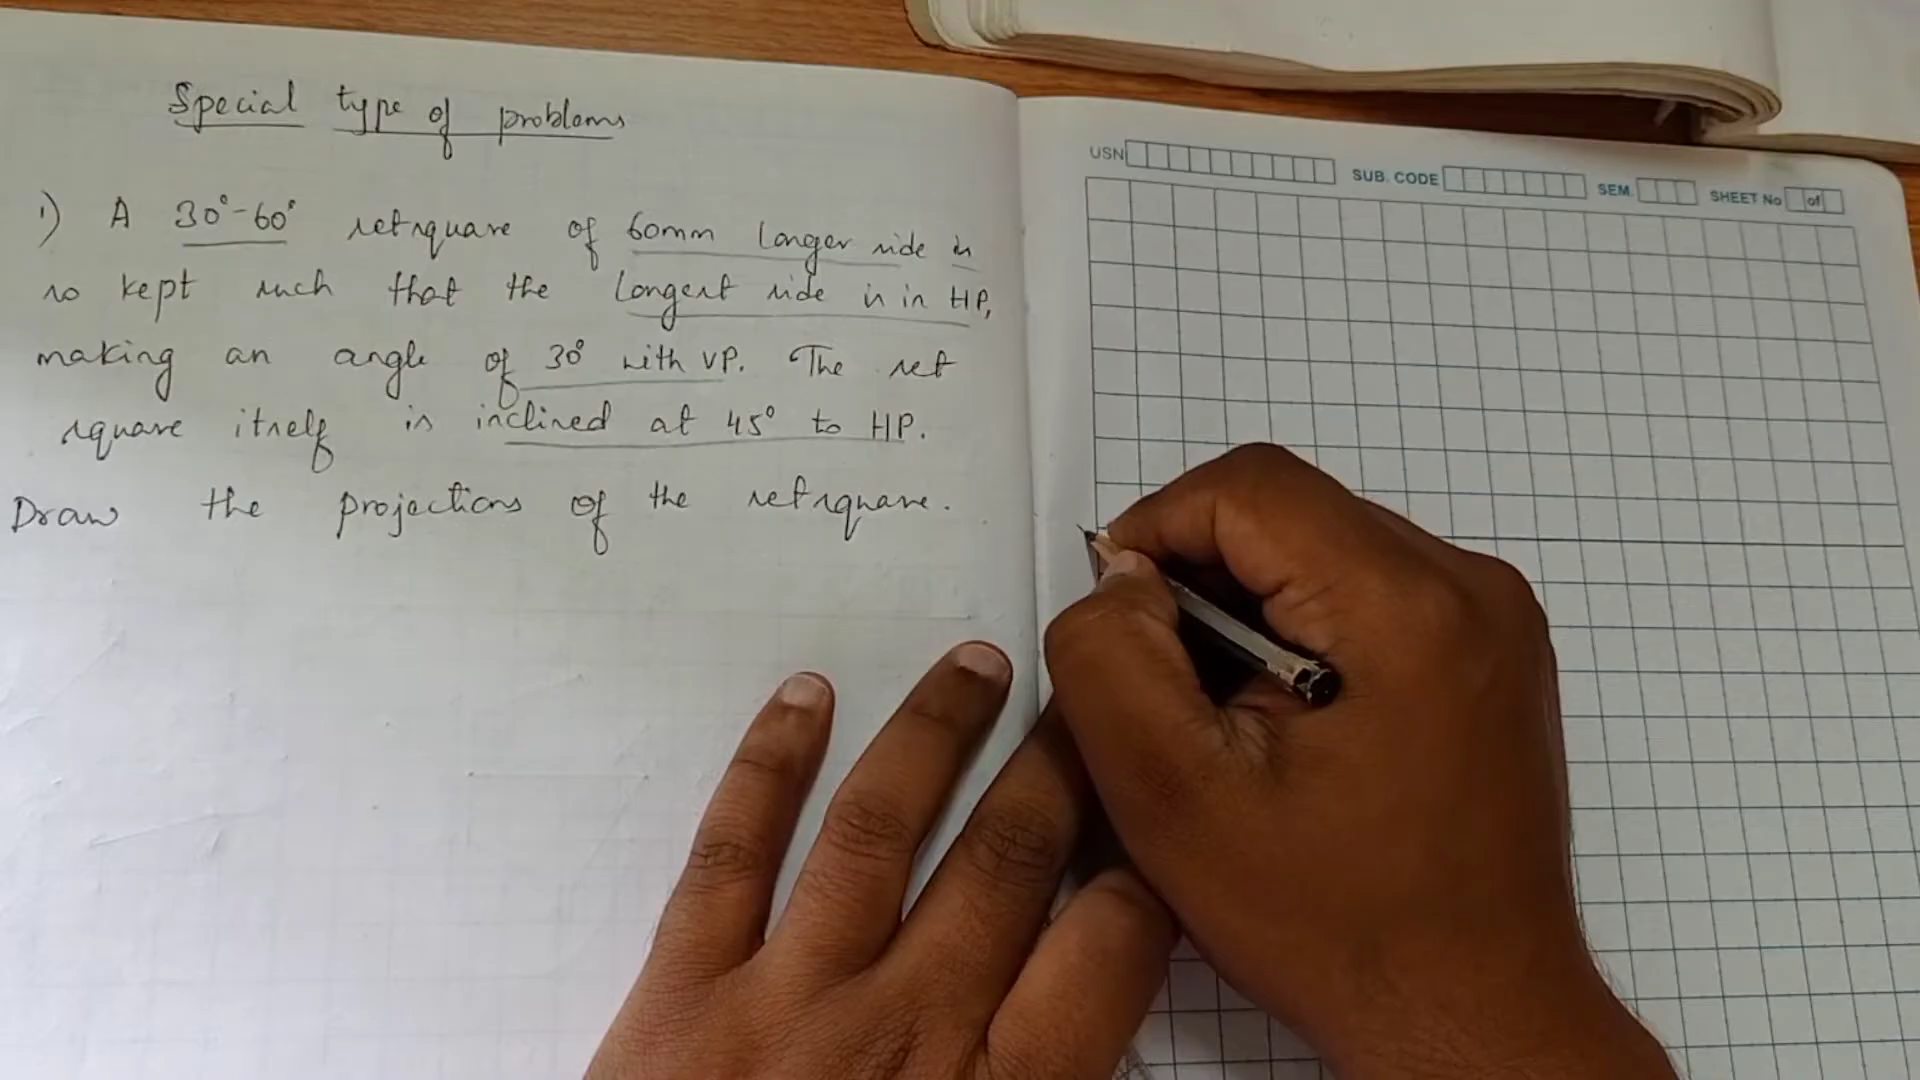 Special type of problems
1) A 30°-60° setsquare of 60mm longer side is
so kept such that the longest side is in HP,
making an angle of 30° with VP. The set
square itself is inclined at 45° to HP.
Draw the projections of the setsquare.
USN SUB. CODE SEM. SHEET No of